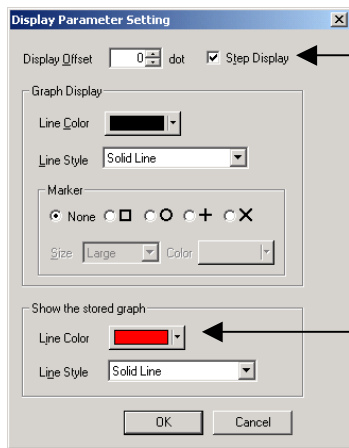 Display Parameter Setting
Display Offset 0 dot Step Display
Graph Display
Line Color
Line Style Solid Line
Marker
None
Size Large Color
Show the stored graph
Line Color
Line Style Solid Line
OK Cancel